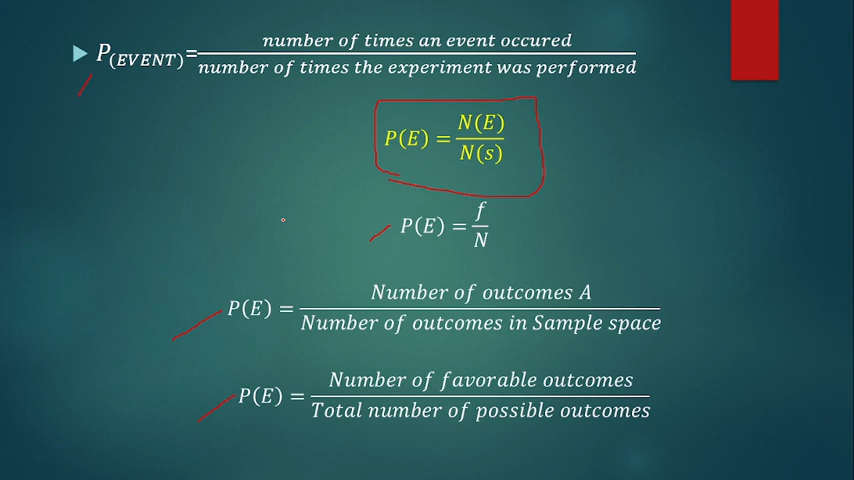 P(EVENT)=number of times an event occured/number of times the experiment was performed
P(E) = N(E)/N(s)
P(E) = f/N
P(E) = Number of outcomes A/Number of outcomes in Sample space
P(E) = Number of favorable outcomes/Total number of possible outcomes